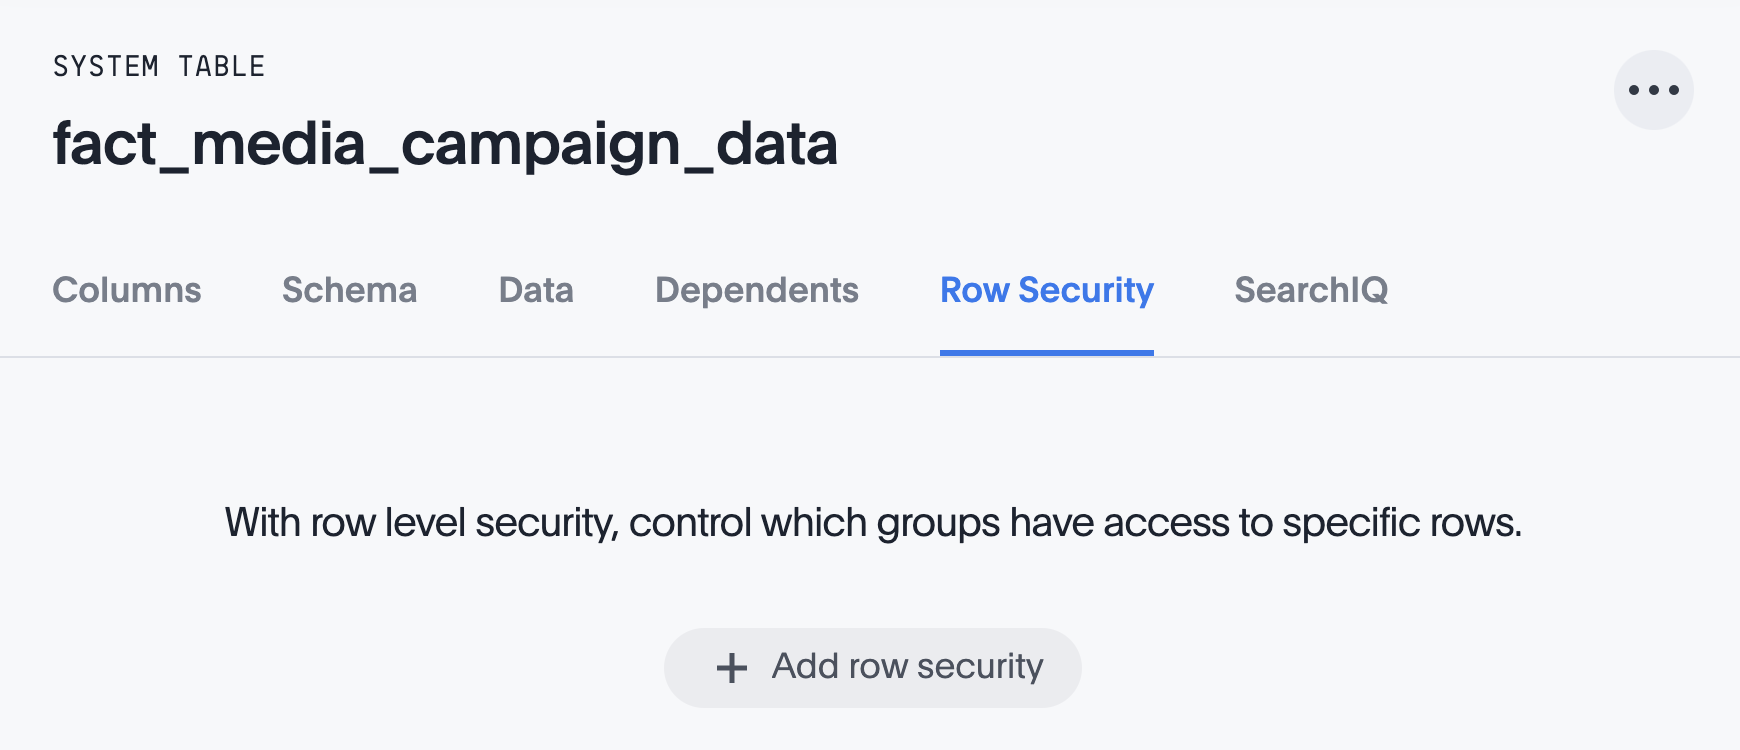 SYSTEM TABLE
fact_media_campaign_data
Columns Schema Data Dependents Row Security SearchIQ
With row level security, control which groups have access to specific rows.
+ Add row security